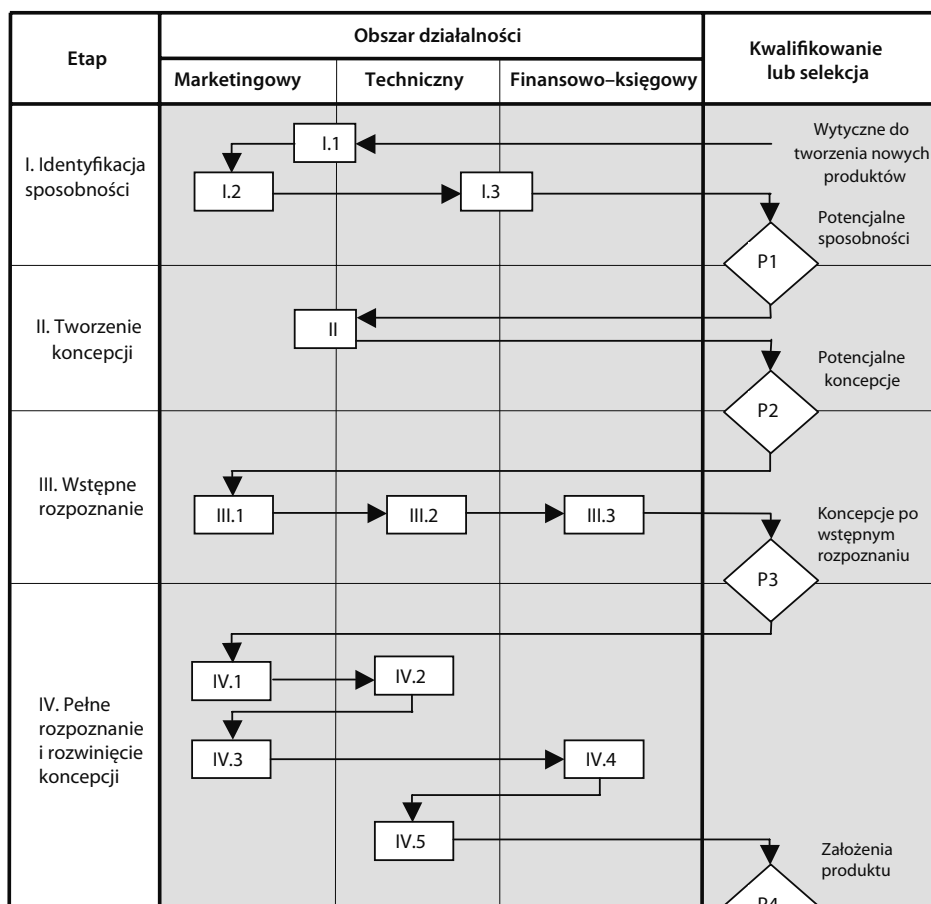 Etap
Obszar działalności
Kwalifikowanie
lub selekcja
Marketingowy
Techniczny
Finansowo–księgowy
I. Identyfikacja
sposobności
I.1
Wytyczne do
tworzenia nowych
produktów
I.2
I.3
Potencjalne
sposobności
P1
II. Tworzenie
koncepcji
II
Potencjalne
koncepcje
P2
III. Wstępne
rozpoznanie
III.1
III.2
III.3
Koncepcje po
wstępnym
rozpoznaniu
P3
IV. Pełne
rozpoznanie
i rozwinięcie
koncepcji
IV.1
IV.2
IV.3
IV.4
IV.5
Założenia
produktu
P4